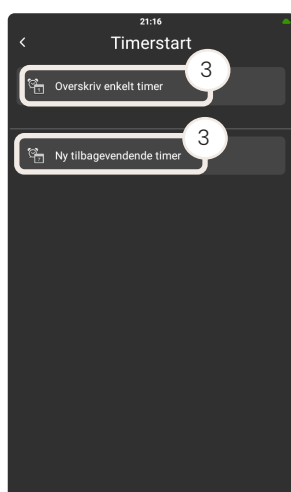 21:16
Timerstart
3
Overskriv enkelt timer
3
Ny tilbagevendende timer